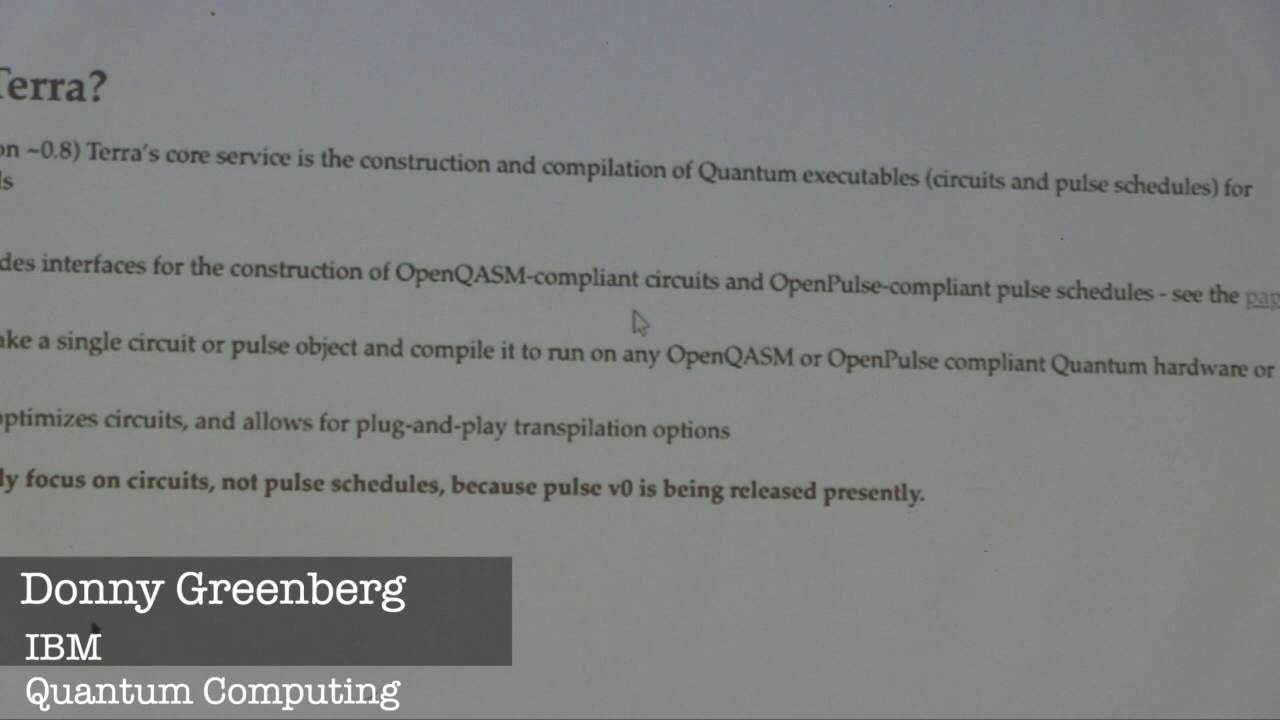 Terra?
on ~0.8) Terra's core service is the construction and compilation of Quantum executables (circuits and pulse schedules) for
ls
des interfaces for the construction of OpenQASM-compliant circuits and OpenPulse-compliant pulse schedules - see the pap
ake a single circuit or pulse object and compile it to run on any OpenQASM or OpenPulse compliant Quantum hardware or
optimizes circuits, and allows for plug-and-play transpilation options
ly focus on circuits, not pulse schedules, because pulse v0 is being released presently.
Donny Greenberg
IBM
Quantum Computing